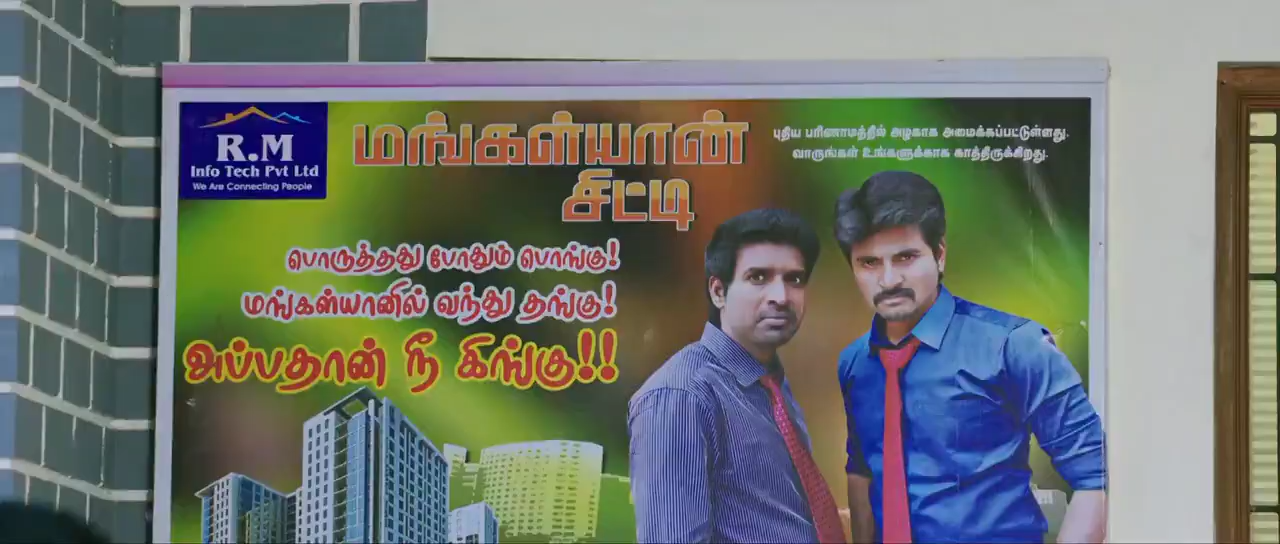 R.M
Info Tech Pvt Ltd
We Are Connecting People
மங்கள்யான்
சிட்டி
புதிய பரிணாமத்தில் அழகாக அமைக்கப்பட்டுள்ளது.
வாருங்கள் உங்களுக்காக காத்திருக்கிறது.
பொருத்தது போதும் பொங்கு!
மங்கள்யானில் வந்து தங்கு!
அப்பதான் நீ கிங்கு!!